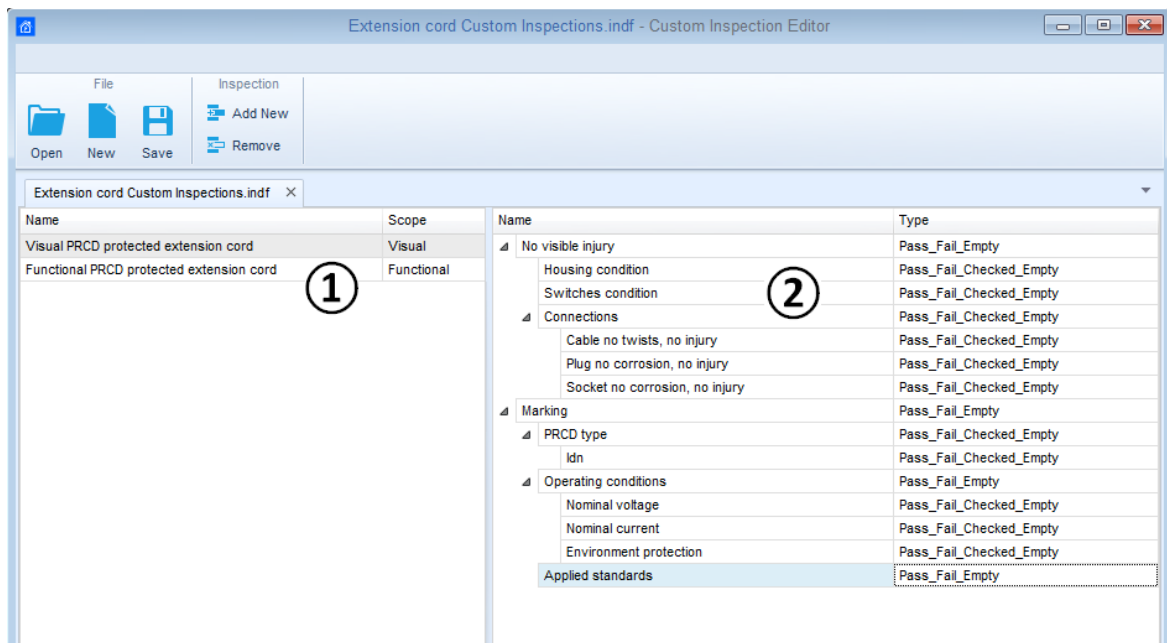 Extension cord Custom Inspections.indf - Custom Inspection Editor
File
Inspection
Open
New
Save
Add New
Remove
Extension cord Custom Inspections.indf
Name Scope
Visual PRCD protected extension cord Visual
Functional PRCD protected extension cord Functional
1
Name Type
No visible injury Pass_Fail_Empty
Housing condition Pass_Fail_Checked_Empty
Switches condition Pass_Fail_Checked_Empty
2
Connections Pass_Fail_Checked_Empty
Cable no twists, no injury Pass_Fail_Checked_Empty
Plug no corrosion, no injury Pass_Fail_Checked_Empty
Socket no corrosion, no injury Pass_Fail_Checked_Empty
Marking Pass_Fail_Empty
PRCD type Pass_Fail_Checked_Empty
Idn Pass_Fail_Checked_Empty
Operating conditions Pass_Fail_Empty
Nominal voltage Pass_Fail_Checked_Empty
Nominal current Pass_Fail_Checked_Empty
Environment protection Pass_Fail_Checked_Empty
Applied standards Pass_Fail_Empty